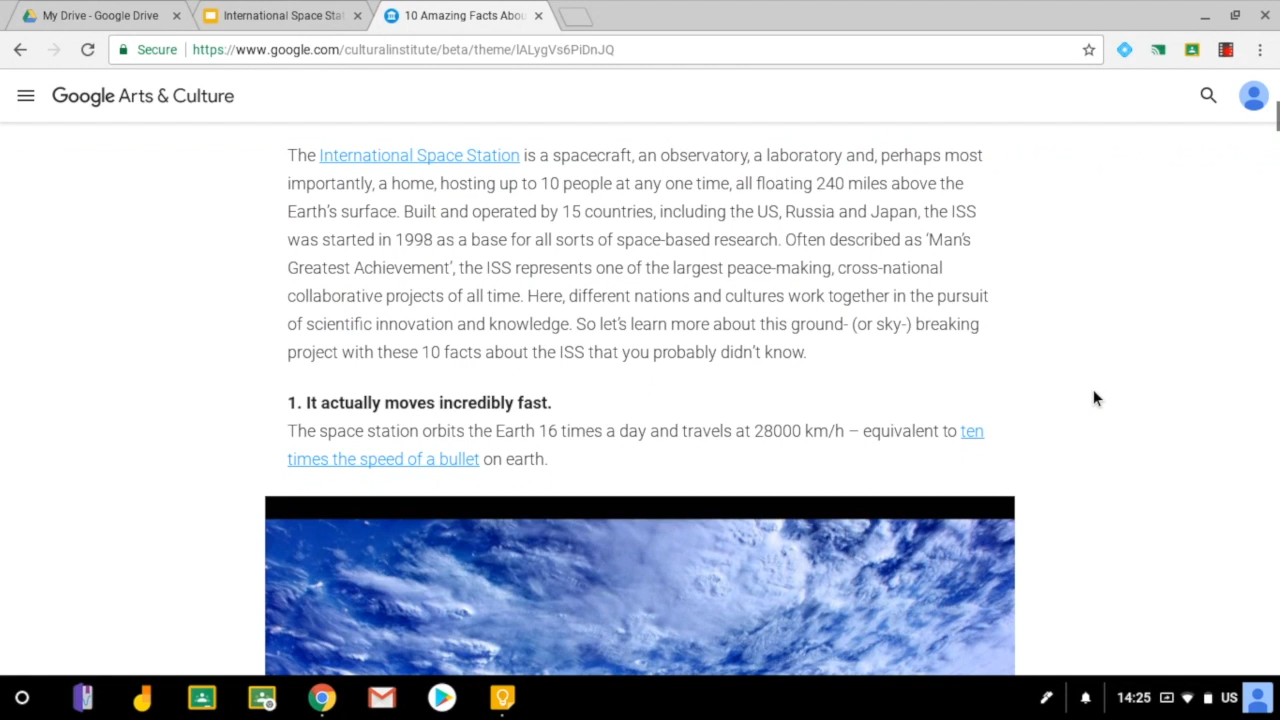 My Drive - Google Drive
International Space Stat
10 Amazing Facts Abou
Secure
https://www.google.com/culturalinstitute/beta/theme/lALygVs6PiDnJQ
Google Arts & Culture
The International Space Station is a spacecraft, an observatory, a laboratory and, perhaps most
importantly, a home, hosting up to 10 people at any one time, all floating 240 miles above the
Earth’s surface. Built and operated by 15 countries, including the US, Russia and Japan, the ISS
was started in 1998 as a base for all sorts of space-based research. Often described as ‘Man’s
Greatest Achievement’, the ISS represents one of the largest peace-making, cross-national
collaborative projects of all time. Here, different nations and cultures work together in the pursuit
of scientific innovation and knowledge. So let’s learn more about this ground- (or sky-) breaking
project with these 10 facts about the ISS that you probably didn’t know.
1. It actually moves incredibly fast.
The space station orbits the Earth 16 times a day and travels at 28000 km/h – equivalent to ten
times the speed of a bullet on earth.
14:25
US